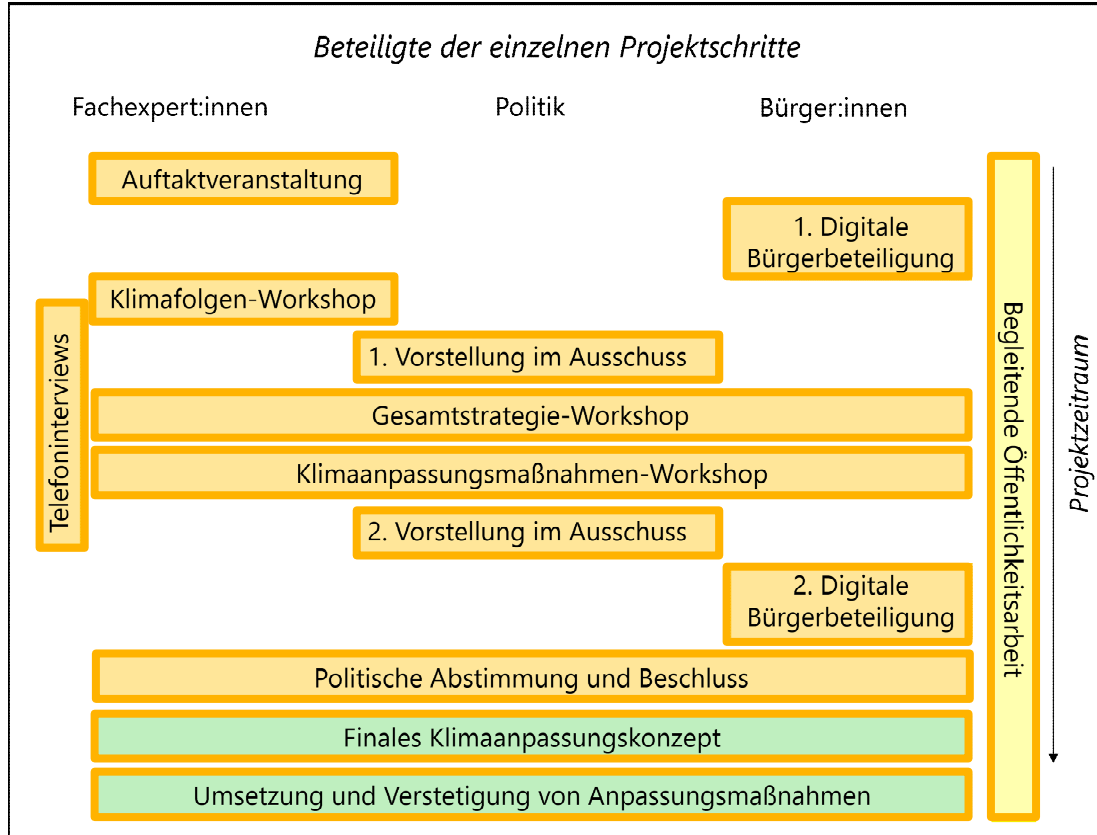 Beteiligte der einzelnen Projektschritte
Fachexpert:innen
Politik
Bürger:innen
Auftaktveranstaltung
1. Digitale
Bürgerbeteiligung
Klimafolgen-Workshop
Telefoninterviews
1. Vorstellung im Ausschuss
Gesamtstrategie-Workshop
Klimaanpassungsmaßnahmen-Workshop
2. Vorstellung im Ausschuss
2. Digitale
Bürgerbeteiligung
Politische Abstimmung und Beschluss
Finales Klimaanpassungskonzept
Umsetzung und Verstetigung von Anpassungsmaßnahmen
Begleitende Öffentlichkeitsarbeit
Projektzeitraum